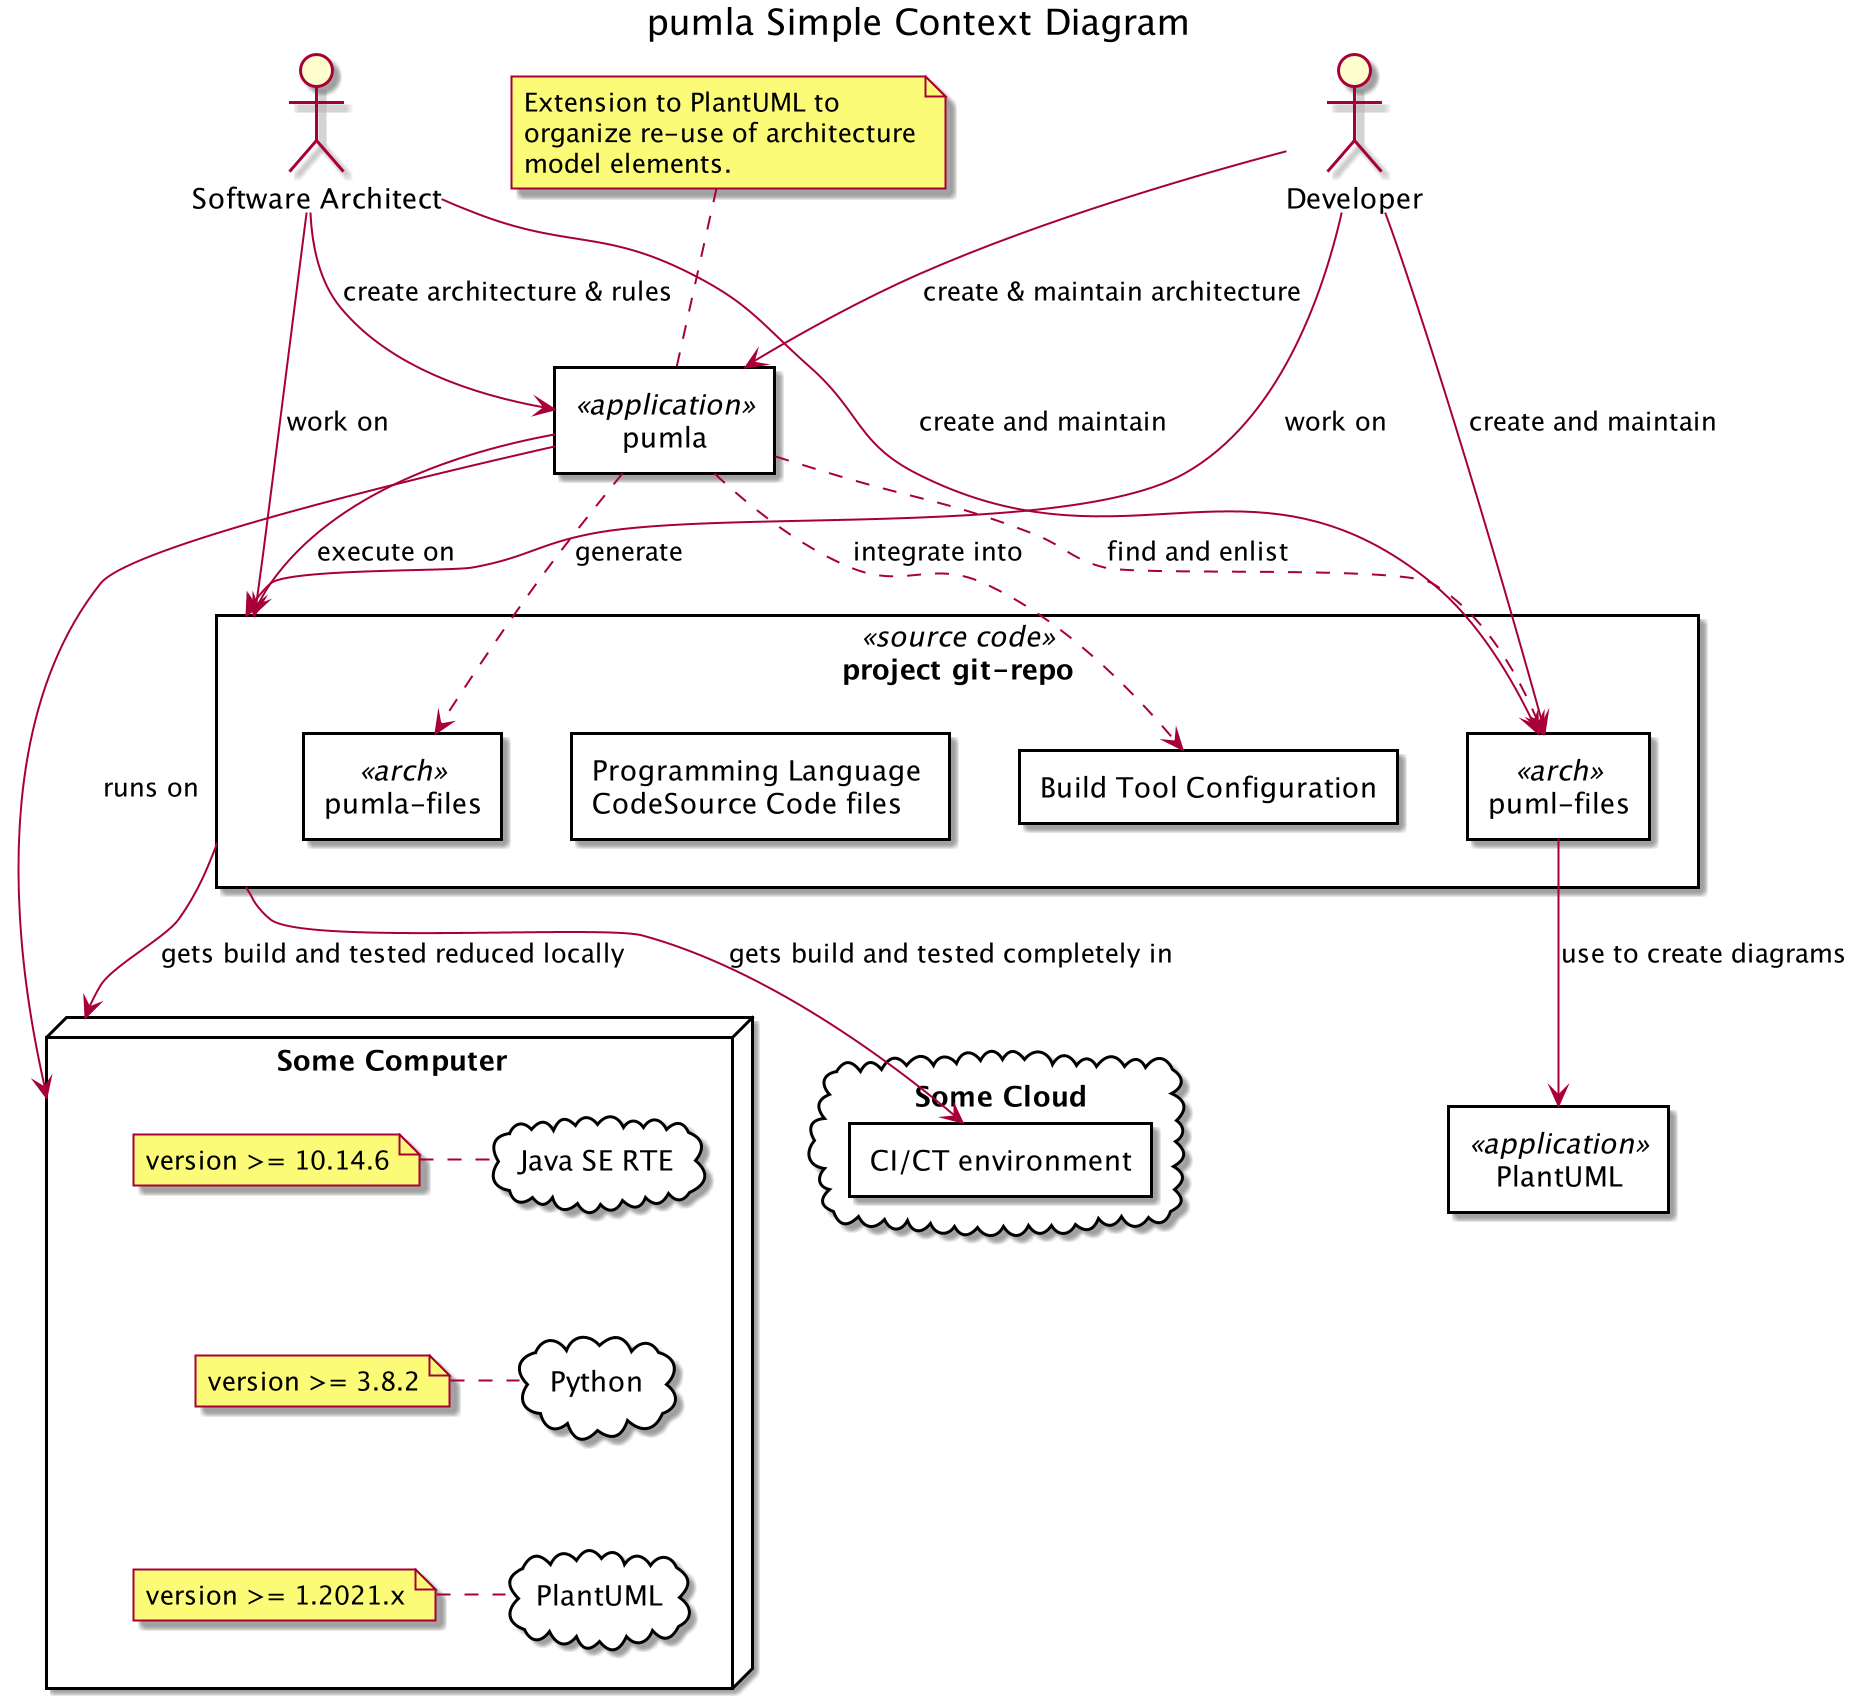 pumla Simple Context Diagram
Extension to PlantUML to
organize re-use of architecture
model elements.
Software Architect
Developer
create architecture & rules
create & maintain architecture
work on
«application»
pumla
create and maintain
work on
create and maintain
execute on
generate
integrate into
find and enlist
«source code»
project git-repo
«arch»
pumla-files
Programming Language
CodeSource Code files
Build Tool Configuration
«arch»
puml-files
runs on
gets build and tested reduced locally
gets build and tested completely in
use to create diagrams
Some Computer
Some Cloud
version >= 10.14.6
Java SE RTE
CI/CT environment
«application»
PlantUML
version >= 3.8.2
Python
version >= 1.2021.x
PlantUML